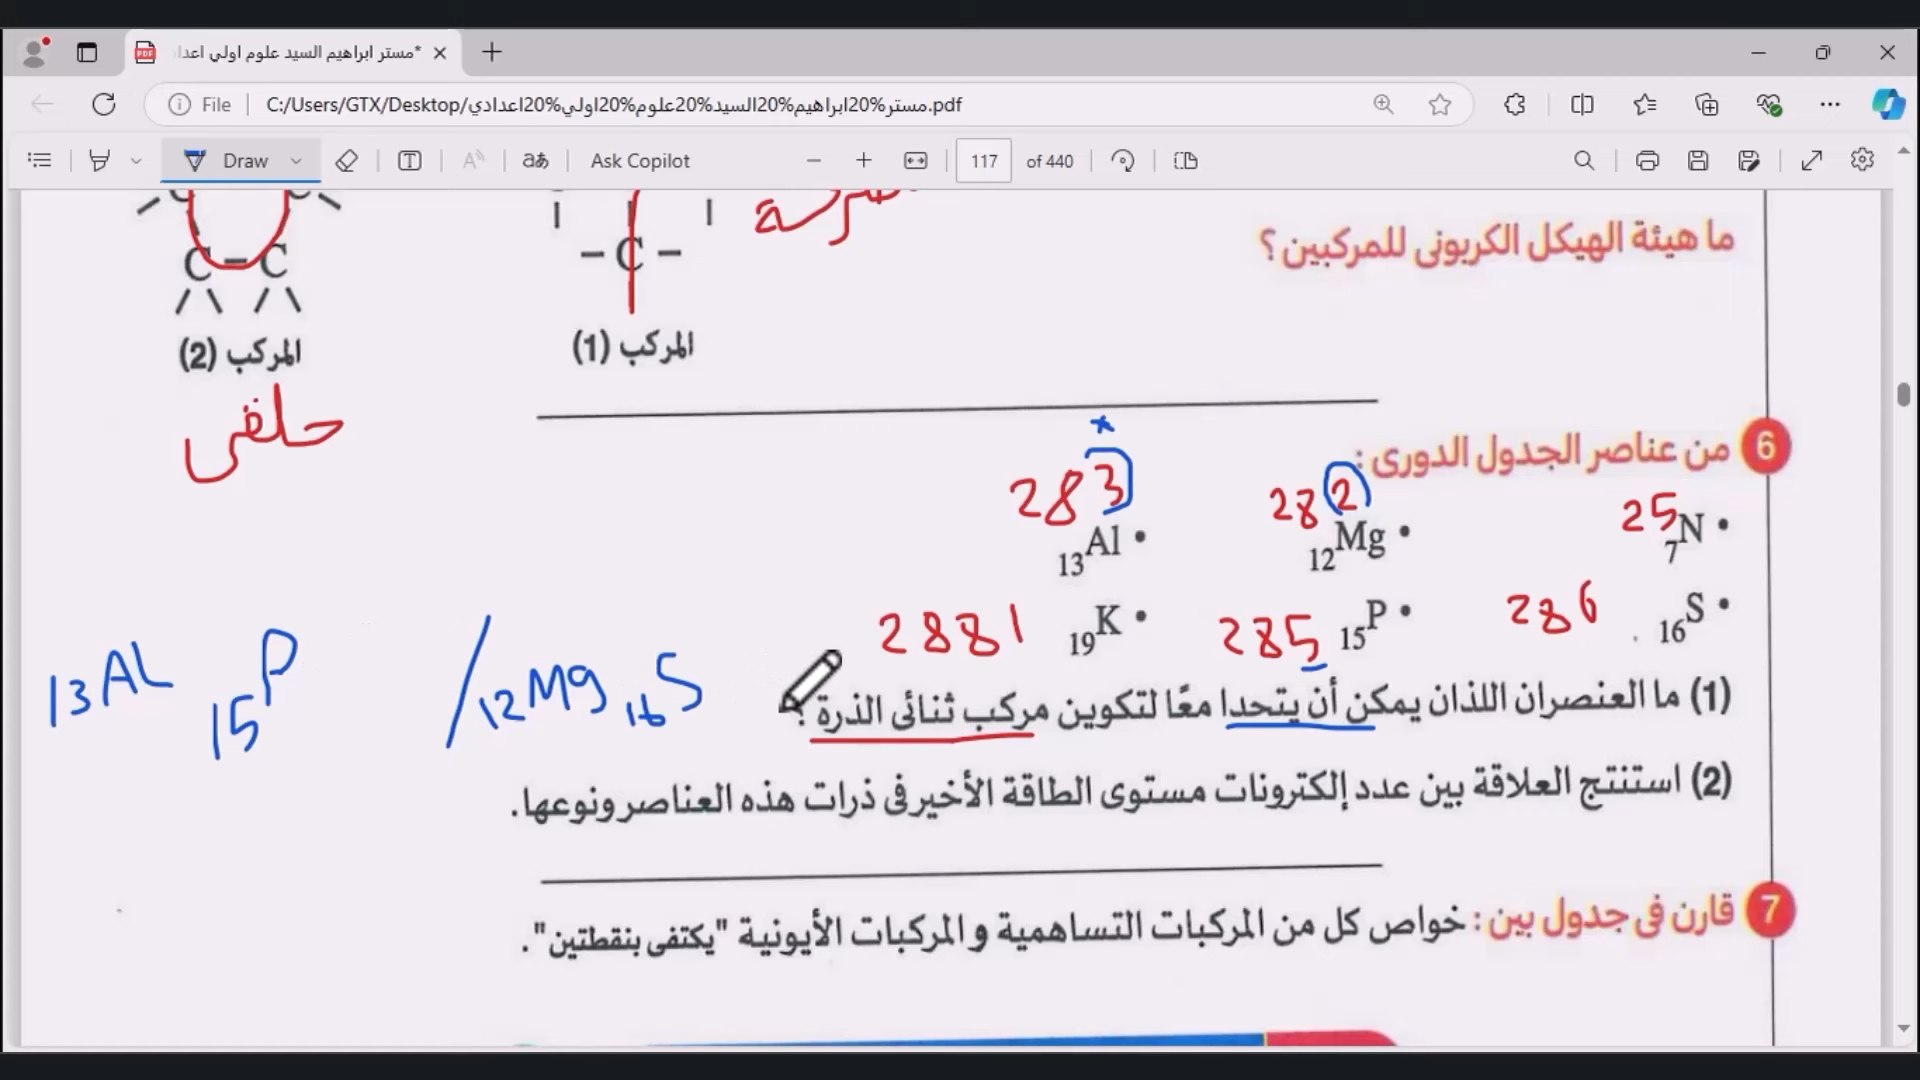 *مستر ابراهيم السيد علوم اولي اعدا
File C:/Users/GTX/Desktop/مستر%20ابراهيم%20السيد%20علوم%20اولي%20اعدادي.pdf
Draw aあ Ask Copilot 117 of 440
ما هيئة الهيكل الكربونى للمركبين ؟
C - C
– C –
المركب (1)
المركب (2)
حلقى
6 من عناصر الجدول الدورى :
25 282 283
• 7N • 12Mg • 13Al
• 16S 286 • 15P 285 • 19K 2881
13Al 15P / 12Mg 16S
(1) ما العنصران اللذان يمكن أن يتحدا معًا لتكوين مركب ثنائى الذرة ؟
(2) استنتج العلاقة بين عدد إلكترونات مستوى الطاقة الأخير فى ذرات هذه العناصر ونوعها.
7 قارن فى جدول بين : خواص كل من المركبات التساهمية و المركبات الأيونية "يكتفى بنقطتين".